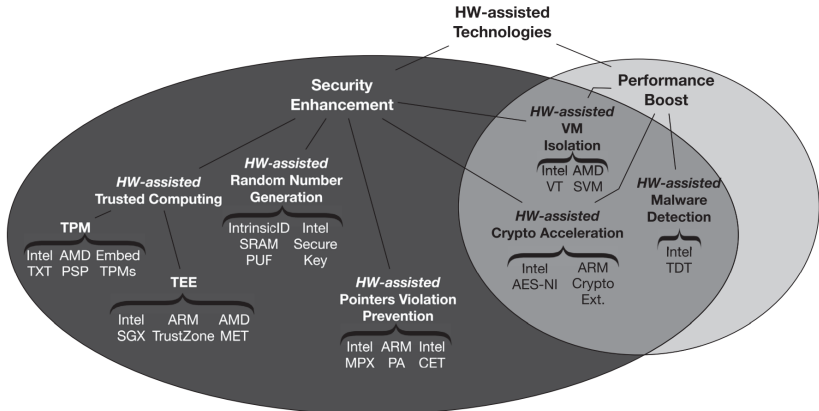 HW-assisted
Technologies
Security
Enhancement
Performance
Boost
HW-assisted
VM
Isolation
Intel AMD
VT SVM
HW-assisted
Trusted Computing
HW-assisted
Random Number
Generation
HW-assisted
Malware
Detection
Intel
TDT
HW-assisted
Crypto Acceleration
Intel
AES-NI
ARM
Crypto
Ext.
TPM
Intel AMD Embed
TXT PSP TPMs
IntrinsicID
SRAM
PUF
Intel
Secure
Key
TEE
Intel ARM AMD
SGX TrustZone MET
HW-assisted
Pointers Violation
Prevention
Intel ARM Intel
MPX PA CET